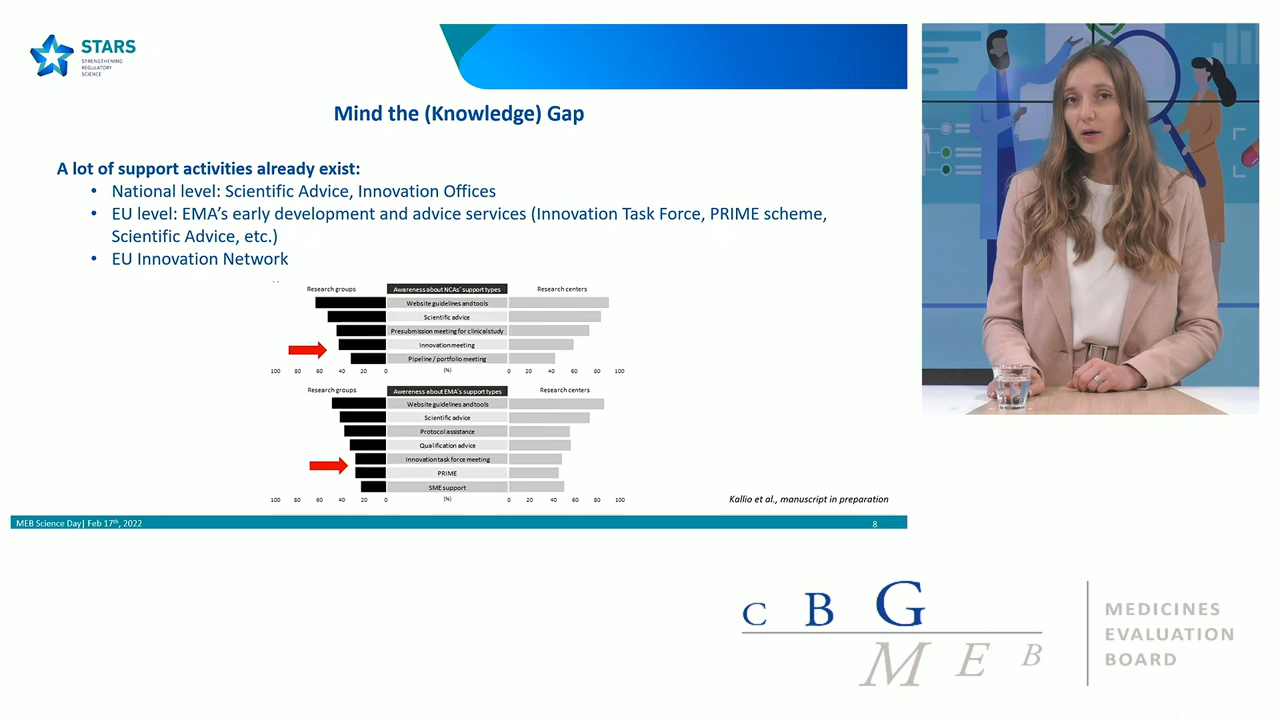 STARS
STRENGTHENING
REGULATORY
SCIENCE
Mind the (Knowledge) Gap
A lot of support activities already exist:
• National level: Scientific Advice, Innovation Offices
• EU level: EMA's early development and advice services (Innovation Task Force, PRIME scheme,
Scientific Advice, etc.)
• EU Innovation Network
Research groups Awareness about NCAs' support types Research centers
Website guidelines and tools
Scientific advice
Presubmission meeting for clinical study
Innovation meeting
Pipeline / portfolio meeting
100 80 60 40 20 0 (%) 0 20 40 60 80 100
Research groups Awereness about EMA's support types Research centers
Website guidelines and tools
Scientific advice
Protocol assistance
Qualification advice
Innovation task force meeting
PRIME
SME support
100 80 60 40 20 0 (%) 0 20 40 60 80 100
Kallio et al., manuscript in preparation
MEB Science Day| Feb 17th, 2022 8
C B G
M E B
MEDICINES
EVALUATION
BOARD